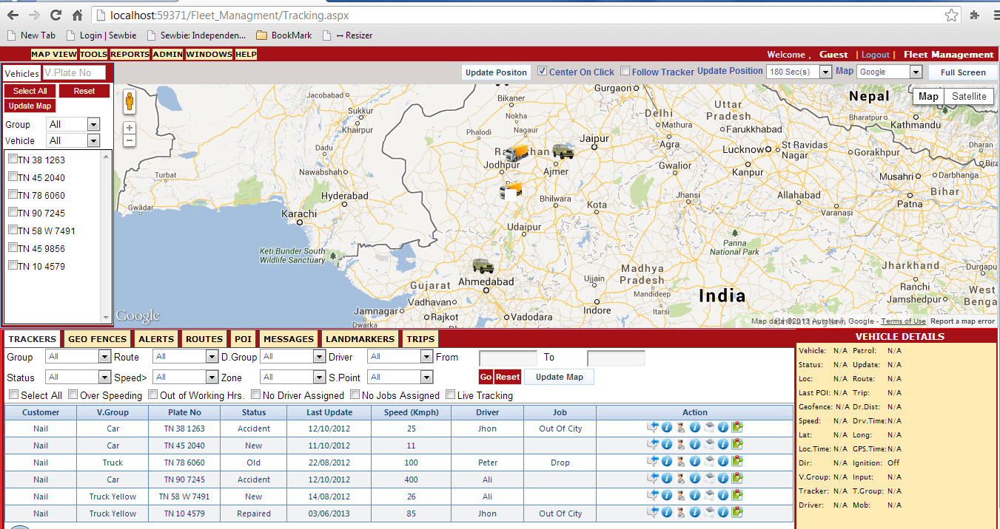 localhost:59371/Fleet_Managment/Tracking.aspx
New Tab Login | Sewbie Sewbie: Independen... BookMark ↔ Resizer
MAP VIEW TOOLS REPORTS ADMIN WINDOWS HELP Welcome , Guest | Logout | Fleet Management
Vehicles V.Plate No
Select All Reset
Update Map
Group All
Vehicle All
TN 38 1263
TN 45 2040
TN 78 6060
TN 90 7245
TN 58 W 7491
TN 45 9856
TN 10 4579
Update Positon Center On Click Follow Tracker Update Position 180 Sec(s) Map Google Full Screen
Map Satellite
Jacobabad
Sukkur
Khairpur
Dadu
Nawabshah
Turbat
Gwādar
Hyderabad
Karachi
Keti Bunder South
Wildlife Sanctuary
Bikaner
Nokha
Phalodi
Nagaur
Jodhpur
Jaipur
Ajmer
Bhilwara
Kota
Udaipur
Gurgaon
Delhi
Mathura
Agra
Gwalior
Jhansi
Uttar
Pradesh
Farukkhabad
Lucknow
St Ravidas
Nagar
Kanpur
Allahabad
Varanasi
Nepal
Bharatpur
Kathmandu
Gorakhpur
Dharan
Musahri
Darbhanga
Bihar
Patna
Panna
National Park
Madhya
Pradesh
Mandideep
Itarsi
Ujjain
Indore
Gujarat
Ahmedabad
Vadhavan
Jamnagar
Rajkot
Dwarka
Vadodara
India
Jharkhand
Ranchi
Jamshedpur
Durgapu
West
Benga
Google
Map data ©2013 AutoNavi, Google - Terms of Use Report a map error
TRACKERS GEO FENCES ALERTS ROUTES POI MESSAGES LANDMARKERS TRIPS
Group All Route All D.Group All Driver All From To
Status All Speed> All Zone All S.Point All Go Reset Update Map
Select All Over Speeding Out of Working Hrs. No Driver Assigned No Jobs Assigned Live Tracking
Customer V.Group Plate No Status Last Update Speed (Kmph) Driver Job Action
Nail Car TN 38 1263 Accident 12/10/2012 25 Jhon Out Of City
Nail Car TN 45 2040 New 11/10/2012 11
Nail Truck TN 78 6060 Old 22/08/2012 100 Peter Drop
Nail Car TN 90 7245 Accident 12/10/2012 400 Ali
Nail Truck Yellow TN 58 W 7491 New 14/08/2012 26 Ali
Nail Truck Yellow TN 10 4579 Repaired 03/06/2013 85 Jhon Out Of City
VEHICLE DETAILS
Vehicle: N/A Petrol: N/A
Status: N/A Update: N/A
Loc: N/A Route: N/A
Last POI: N/A Trip: N/A
Geofence: N/A Dr.Dist: N/A
Speed: N/A Drv.Time: N/A
Lat: N/A Long: N/A
Loc.Time: N/A GPS.Time: N/A
Dir: N/A Ignition: Off
V.Group: N/A Input: N/A
Tracker: N/A T.Group: N/A
Driver: N/A Mob: N/A